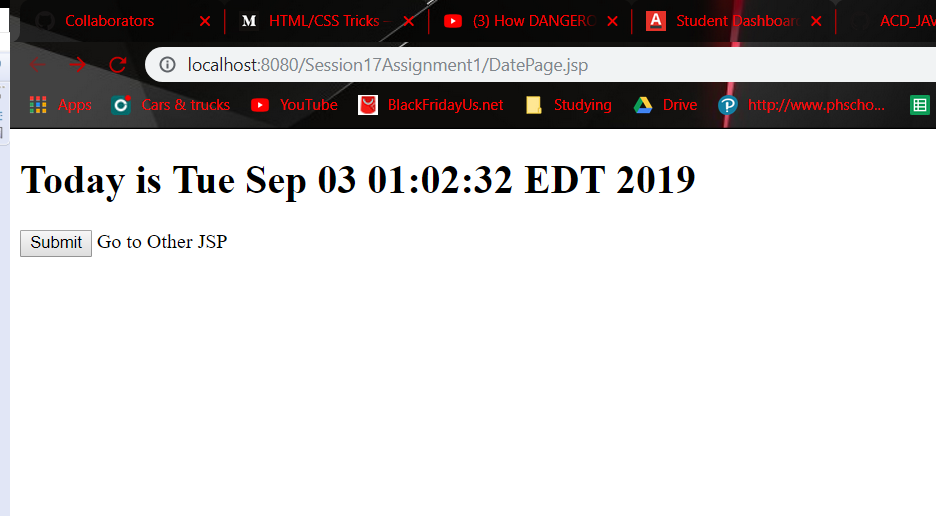 Collaborators
M HTML/CSS Tricks –
(3) How DANGERO
A Student Dashboar
ACD_JAV
localhost:8080/Session17Assignment1/DatePage.jsp
Apps Cars & trucks YouTube BlackFridayUs.net Studying Drive http://www.phscho...
Today is Tue Sep 03 01:02:32 EDT 2019
Submit Go to Other JSP